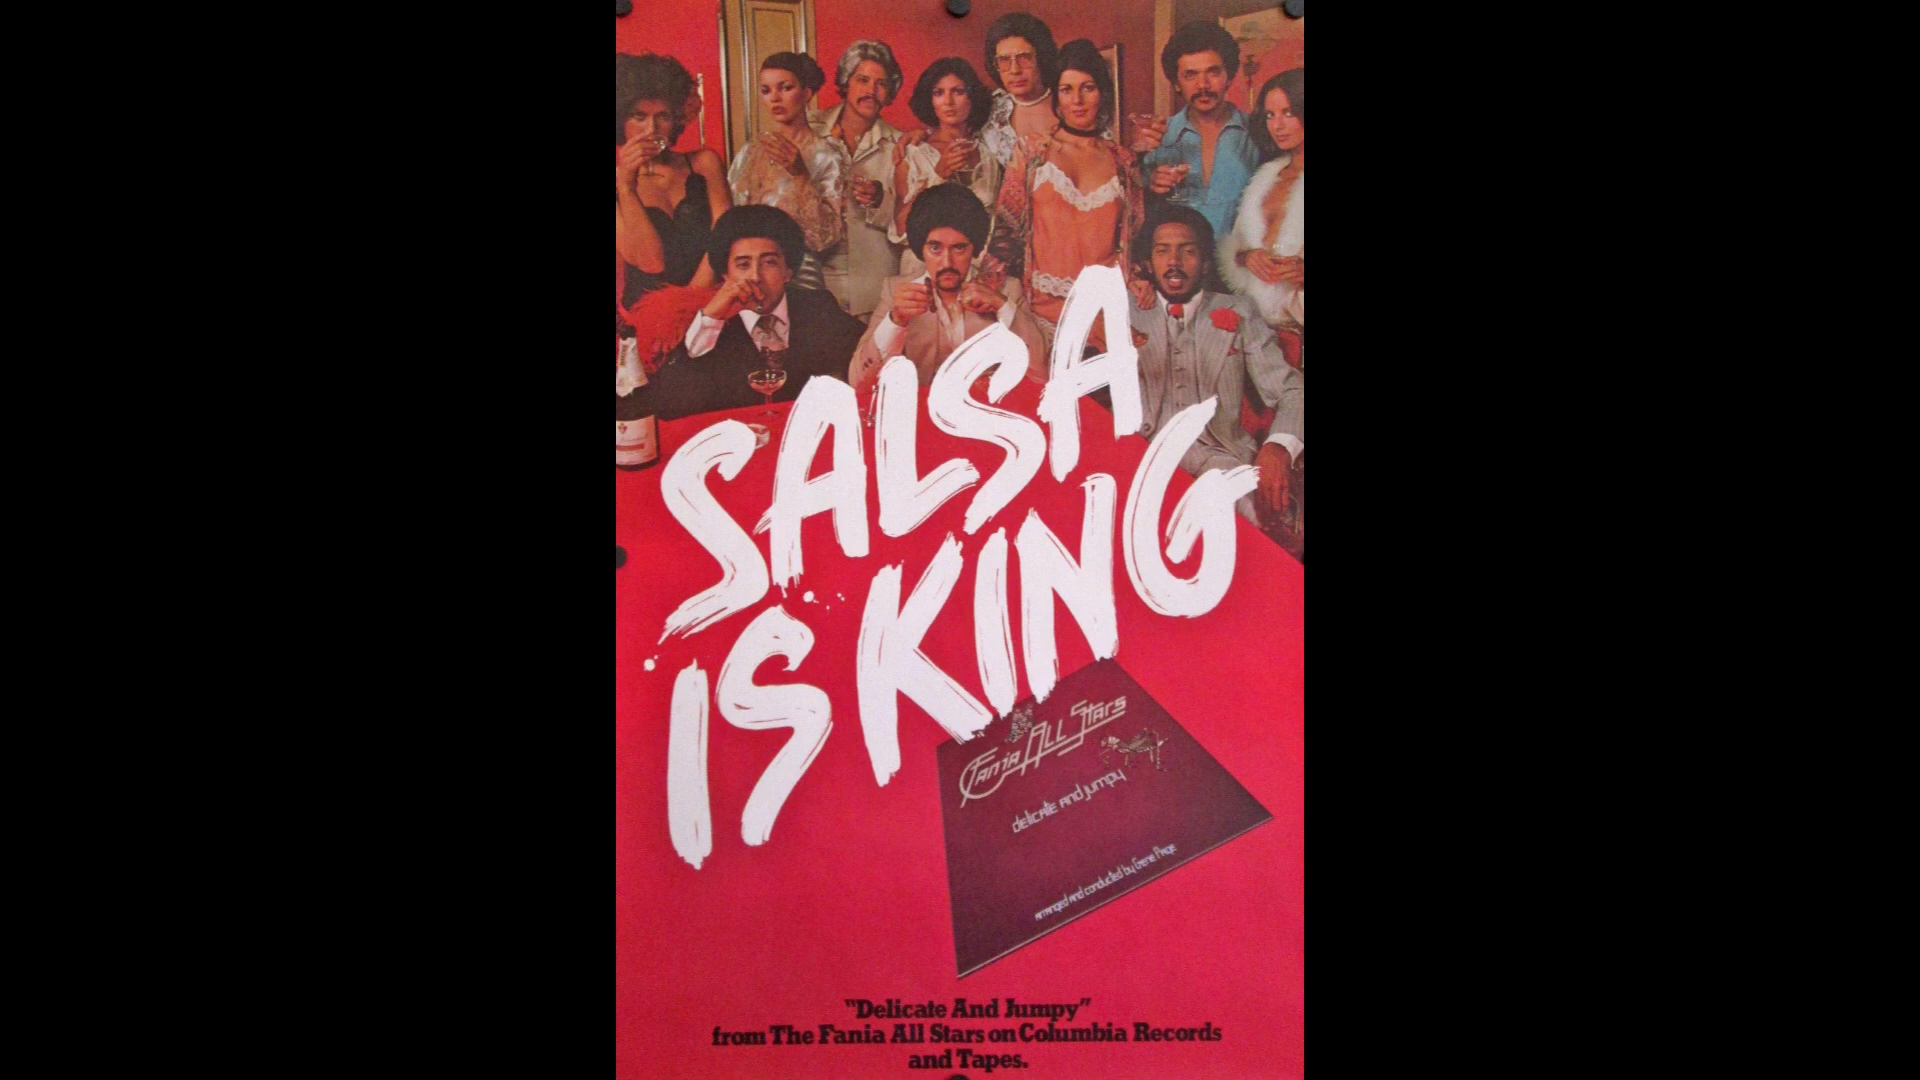 SALSA
IS KING
Fania All Stars
delicate and jumpy
arranged and conducted by Gene Page
"Delicate And Jumpy"
from The Fania All Stars on Columbia Records
and Tapes.